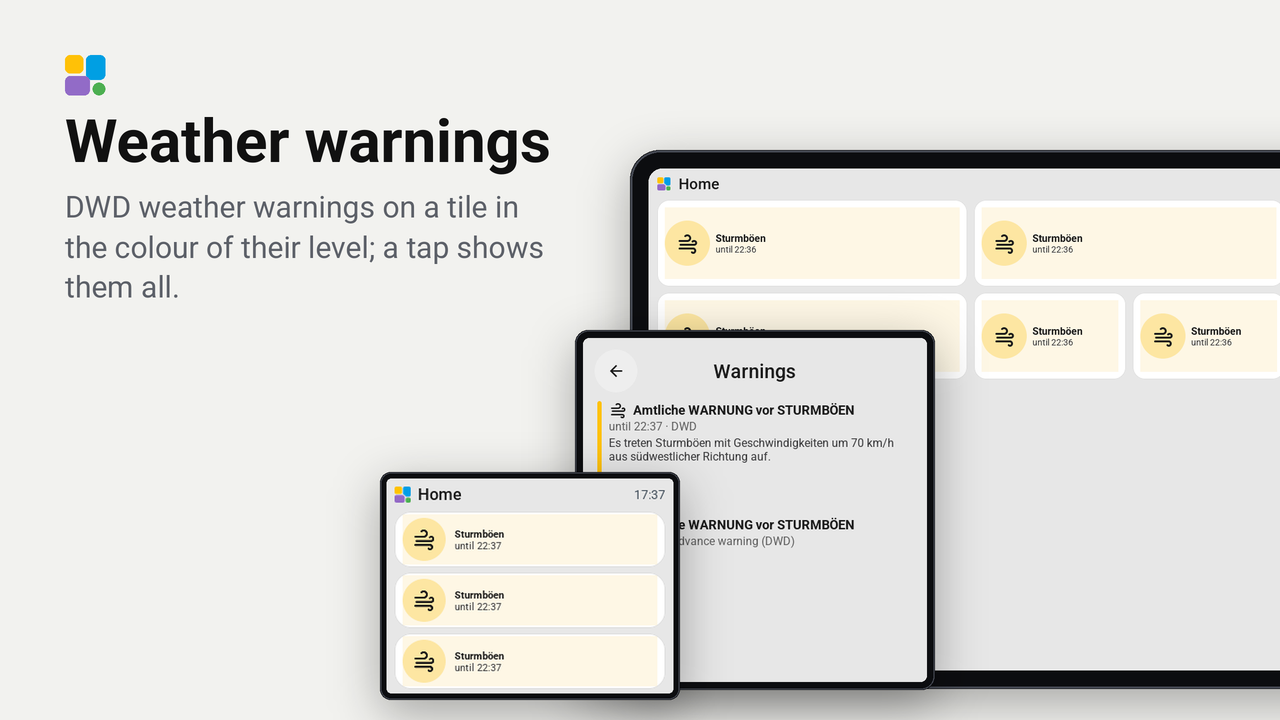 Weather warnings
DWD weather warnings on a tile in
the colour of their level; a tap shows
them all.
Home
Sturmböen
until 22:36
Sturmböen
until 22:36
Sturmböen
until 22:36
Sturmböen
until 22:36
Warnings
Amtliche WARNUNG vor STURMBÖEN
until 22:37 · DWD
Es treten Sturmböen mit Geschwindigkeiten um 70 km/h
aus südwestlicher Richtung auf.
WARNUNG vor STURMBÖEN
warning (DWD)
Home
17:37
Sturmböen
until 22:37
Sturmböen
until 22:37
Sturmböen
until 22:37